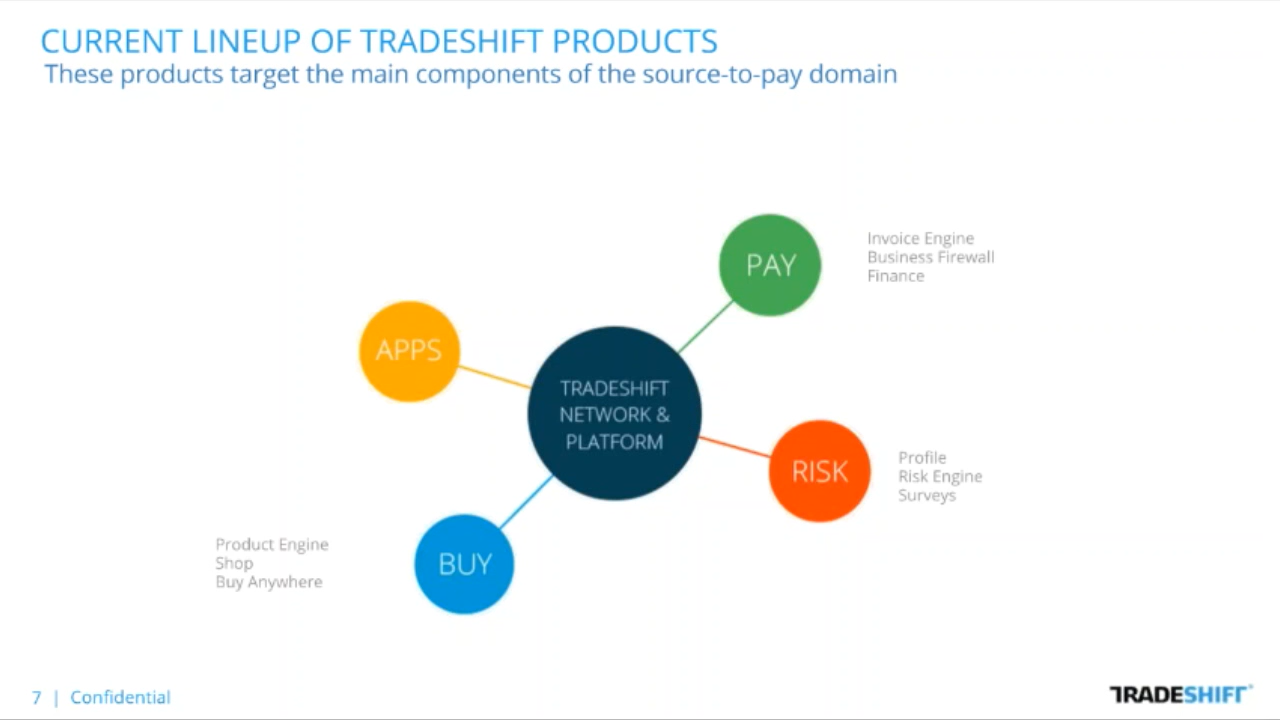 CURRENT LINEUP OF TRADESHIFT PRODUCTS
These products target the main components of the source-to-pay domain
PAY
Invoice Engine
Business Firewall
Finance
APPS
TRADESHIFT
NETWORK &
PLATFORM
RISK
Profile
Risk Engine
Surveys
Product Engine
Shop
Buy Anywhere
BUY
7 | Confidential
TRADESHIFT